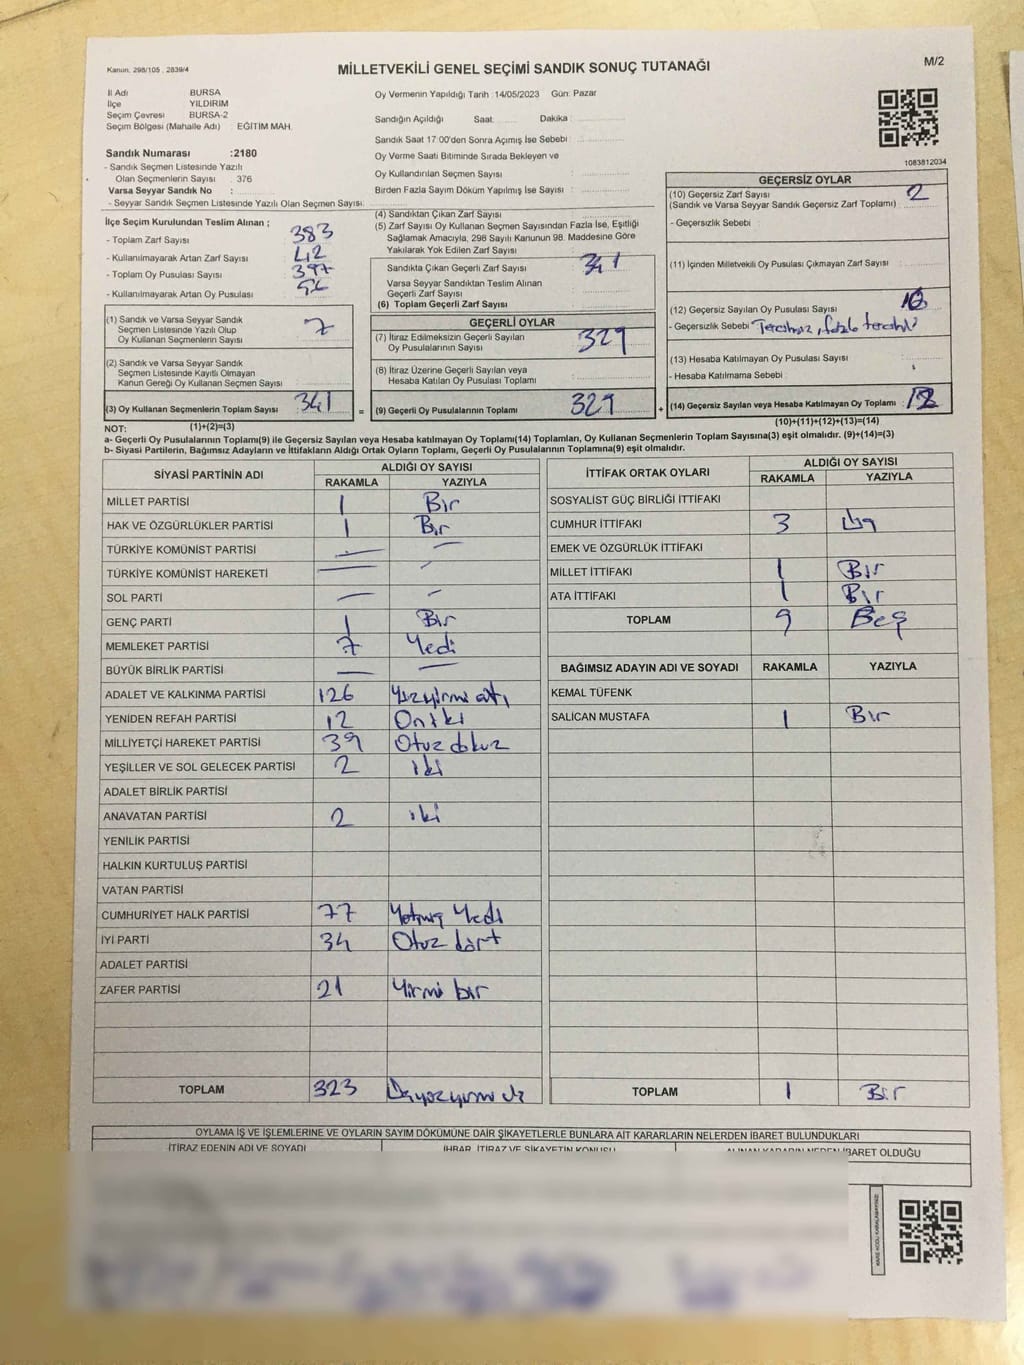 Kanun. 298/105 , 2839/4
MİLLETVEKİLİ GENEL SEÇİMİ SANDIK SONUÇ TUTANAĞI
M/2
İl Adı BURSA
İlçe YILDIRIM
Seçim Çevresi BURSA-2
Seçim Bölgesi (Mahalle Adı) : EĞİTİM MAH.
Sandık Numarası :2180
- Sandık Seçmen Listesinde Yazılı
Olan Seçmenlerin Sayısı : 376
Varsa Seyyar Sandık No :
- Seyyar Sandık Seçmen Listesinde Yazılı Olan Seçmen Sayısı:
Oy Vermenin Yapıldığı Tarih :14/05/2023 Gün: Pazar
Sandığın Açıldığı Saat: Dakika :
Sandık Saat 17:00'den Sonra Açımış İse Sebebi :
Oy Verme Saati Bitiminde Sırada Bekleyen ve
Oy Kullandırılan Seçmen Sayısı :
Birden Fazla Sayım Döküm Yapılmış İse Sayısı :
1083812034
İlçe Seçim Kurulundan Teslim Alınan ;
- Toplam Zarf Sayısı : 383
- Kullanılmayarak Artan Zarf Sayısı : 42
- Toplam Oy Pusulası Sayısı : 397
- Kullanılmayarak Artan Oy Pusulası :
(1) Sandık ve Varsa Seyyar Sandık
Seçmen Listesinde Yazılı Olup
Oy Kullanan Seçmenlerin Sayısı : 7
(2) Sandık ve Varsa Seyyar Sandık
Seçmen Listesinde Kayıtlı Olmayan
Kanun Gereği Oy Kullanan Seçmen Sayısı :
(3) Oy Kullanan Seçmenlerin Toplam Sayısı : 341
(4) Sandıktan Çıkan Zarf Sayısı :
(5) Zarf Sayısı Oy Kullanan Seçmen Sayısından Fazla İse, Eşitliği
Sağlamak Amacıyla, 298 Sayılı Kanunun 98. Maddesine Göre
Yakılarak Yok Edilen Zarf Sayısı :
Sandıkta Çıkan Geçerli Zarf Sayısı : 341
Varsa Seyyar Sandıktan Teslim Alınan
Geçerli Zarf Sayısı :
(6) Toplam Geçerli Zarf Sayısı :
GEÇERLİ OYLAR
(7) İtiraz Edilmeksizin Geçerli Sayılan
Oy Pusulalarının Sayısı : 329
(8) İtiraz Üzerine Geçerli Sayılan veya
Hesaba Katılan Oy Pusulası Toplamı :
= (9) Geçerli Oy Pusulalarının Toplamı : 329
GEÇERSİZ OYLAR
(10) Geçersiz Zarf Sayısı 2
(Sandık ve Varsa Seyyar Sandık Geçersiz Zarf Toplamı) :
- Geçersizlik Sebebi :
(11) İçinden Milletvekili Oy Pusulası Çıkmayan Zarf Sayısı :
(12) Geçersiz Sayılan Oy Pusulası Sayısı :
- Geçersizlik Sebebi : Tercihsiz, fazla tercihli
(13) Hesaba Katılmayan Oy Pusulası Sayısı :
- Hesaba Katılmama Sebebi :
+ (14) Geçersiz Sayılan veya Hesaba Katılmayan Oy Toplamı :
NOT: (1)+(2)=(3)
(10)+(11)+(12)+(13)=(14)
a- Geçerli Oy Pusulalarının Toplamı(9) ile Geçersiz Sayılan veya Hesaba katılmayan Oy Toplamı(14) Toplamları, Oy Kullanan Seçmenlerin Toplam Sayısına(3) eşit olmalıdır. (9)+(14)=(3)
b- Siyasi Partilerin, Bağımsız Adayların ve İttifakların Aldığı Ortak Oyların Toplamı, Geçerli Oy Pusulalarının Toplamına(9) eşit olmalıdır.
SİYASİ PARTİNİN ADI ALDIĞI OY SAYISI
RAKAMLA YAZIYLA
MİLLET PARTİSİ 1 Bir
HAK VE ÖZGÜRLÜKLER PARTİSİ 1 Bir
TÜRKİYE KOMÜNİST PARTİSİ — —
TÜRKİYE KOMÜNİST HAREKETİ — —
SOL PARTİ — —
GENÇ PARTİ 1 Bir
MEMLEKET PARTİSİ 7 Yedi
BÜYÜK BİRLİK PARTİSİ — —
ADALET VE KALKINMA PARTİSİ 126 Yüzyirmi altı
YENİDEN REFAH PARTİSİ 12 Oniki
MİLLİYETÇİ HAREKET PARTİSİ 39 Otuz dokuz
YEŞİLLER VE SOL GELECEK PARTİSİ 2 iki
ADALET BİRLİK PARTİSİ
ANAVATAN PARTİSİ 2 iki
YENİLİK PARTİSİ
HALKIN KURTULUŞ PARTİSİ
VATAN PARTİSİ
CUMHURİYET HALK PARTİSİ 77 Yetmiş Yedi
İYİ PARTİ 34 Otuz dört
ADALET PARTİSİ
ZAFER PARTİSİ 21 Yirmi bir
TOPLAM 323
İTTİFAK ORTAK OYLARI ALDIĞI OY SAYISI
RAKAMLA YAZIYLA
SOSYALİST GÜÇ BİRLİĞİ İTTİFAKI
CUMHUR İTTİFAKI 3 Üç
EMEK VE ÖZGÜRLÜK İTTİFAKI
MİLLET İTTİFAKI 1 Bir
ATA İTTİFAKI 1 Bir
TOPLAM Beş
BAĞIMSIZ ADAYIN ADI VE SOYADI RAKAMLA YAZIYLA
KEMAL TÜFENK
SALİCAN MUSTAFA 1 Bir
TOPLAM 1 Bir
OYLAMA İŞ VE İŞLEMLERİNE VE OYLARIN SAYIM DÖKÜMÜNE DAİR ŞİKAYETLERLE BUNLARA AİT KARARLARIN NELERDEN İBARET BULUNDUKLARI
İTİRAZ EDENİN ADI VE SOYADI İHBAR, İTİRAZ VE ŞİKAYETİN KONUSU ALINAN KARARIN NEDEN İBARET OLDUĞU